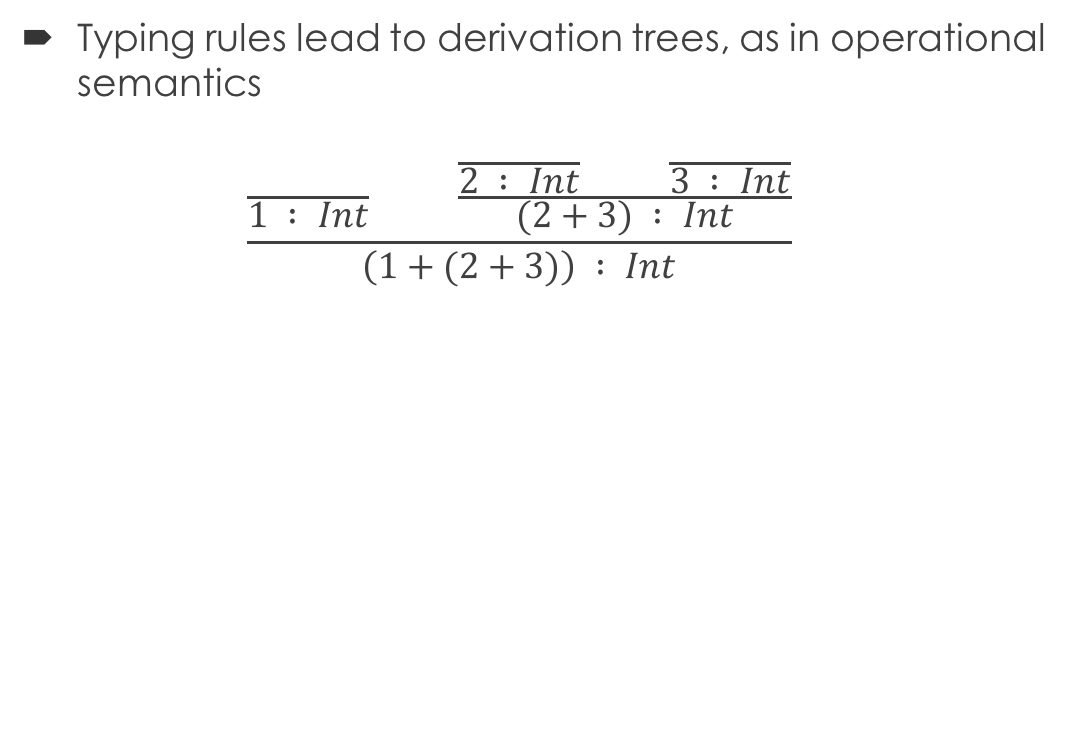 Typing rules lead to derivation trees, as in operational
semantics
2 : Int 3 : Int
1 : Int (2 + 3) : Int
(1 + (2 + 3)) : Int